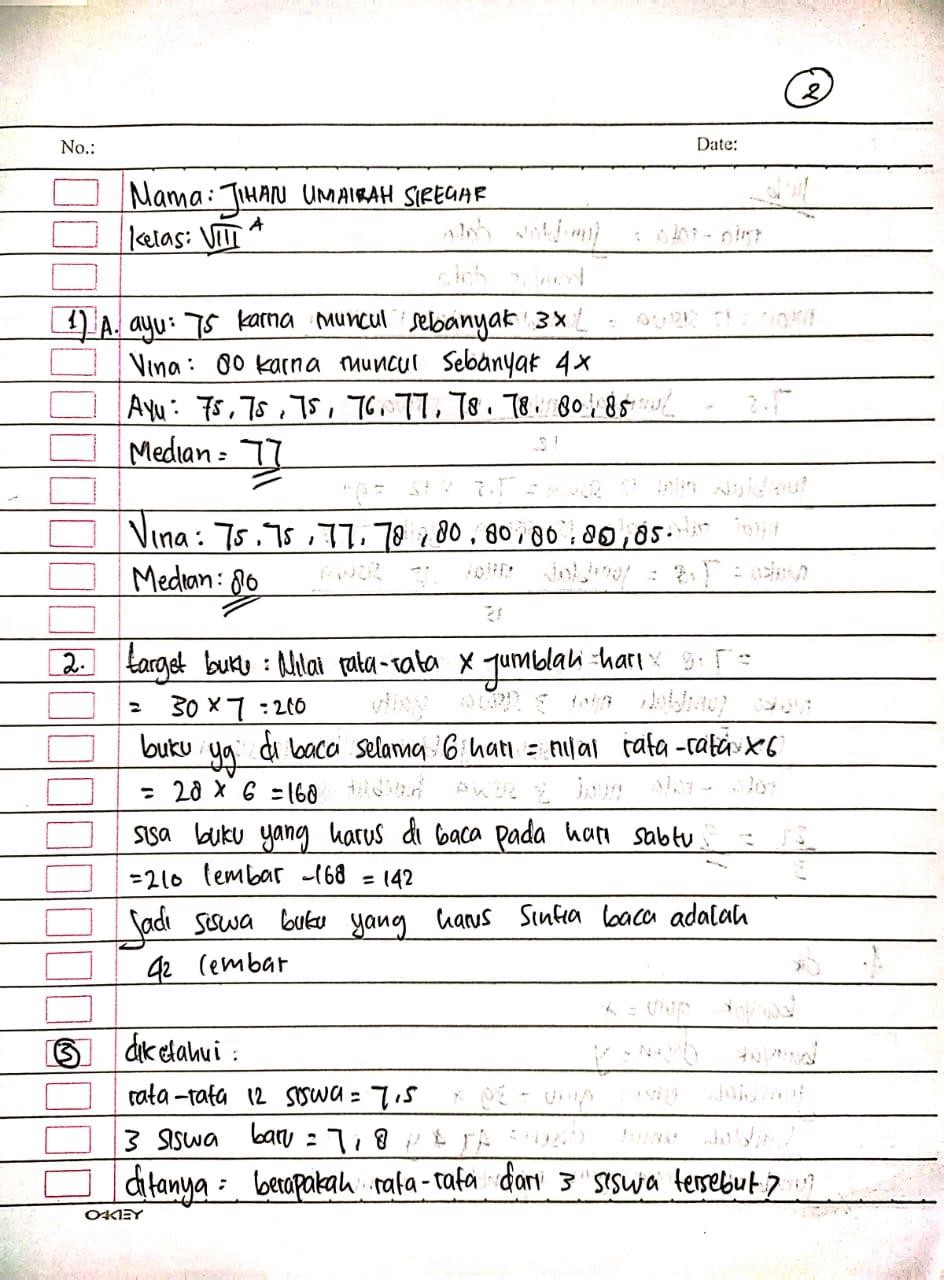 2
No.:
Date:
Nama: JIHAN UMAIRAH SIREGAR
kelas: VIII A
1) A. ayu: 75 karna muncul sebanyak 3x
Vina: 80 karna muncul sebanyak 4x
Ayu: 75, 75, 75, 76, 77, 78, 78, 80, 85
Median = 77
Vina: 75, 75, 77, 78, 80, 80, 80, 80, 85.
Median: 80
2. target buku : Nilai rata-rata x jumblah hari
= 30 x 7 = 210
buku yg di baca selama 6 hari = nilai rata-rata x 6
= 28 x 6 = 168
sisa buku yang harus di baca pada hari sabtu
= 210 lembar - 168 = 142
Jadi siswa buku yang harus Sintia baca adalah
42 lembar
3 diketahui :
rata-rata 12 siswa = 7,5
3 siswa baru = 7,8
ditanya = berapakah rata-rata dari 3 siswa tersebut?
OKEY